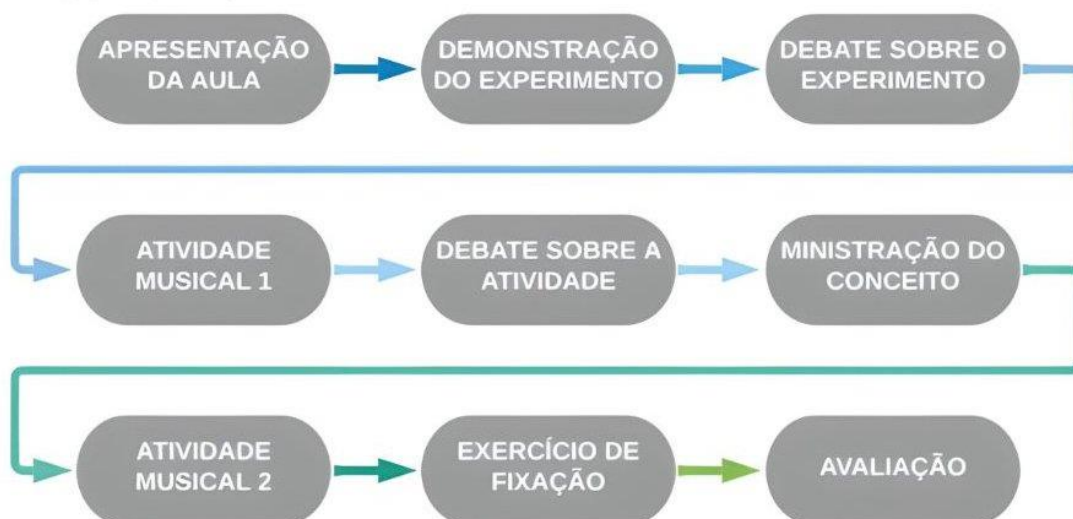 APRESENTAÇÃO
DA AULA
DEMONSTRAÇÃO
DO EXPERIMENTO
DEBATE SOBRE O
EXPERIMENTO
ATIVIDADE
MUSICAL 1
DEBATE SOBRE A
ATIVIDADE
MINISTRAÇÃO DO
CONCEITO
ATIVIDADE
MUSICAL 2
EXERCÍCIO DE
FIXAÇÃO
AVALIAÇÃO